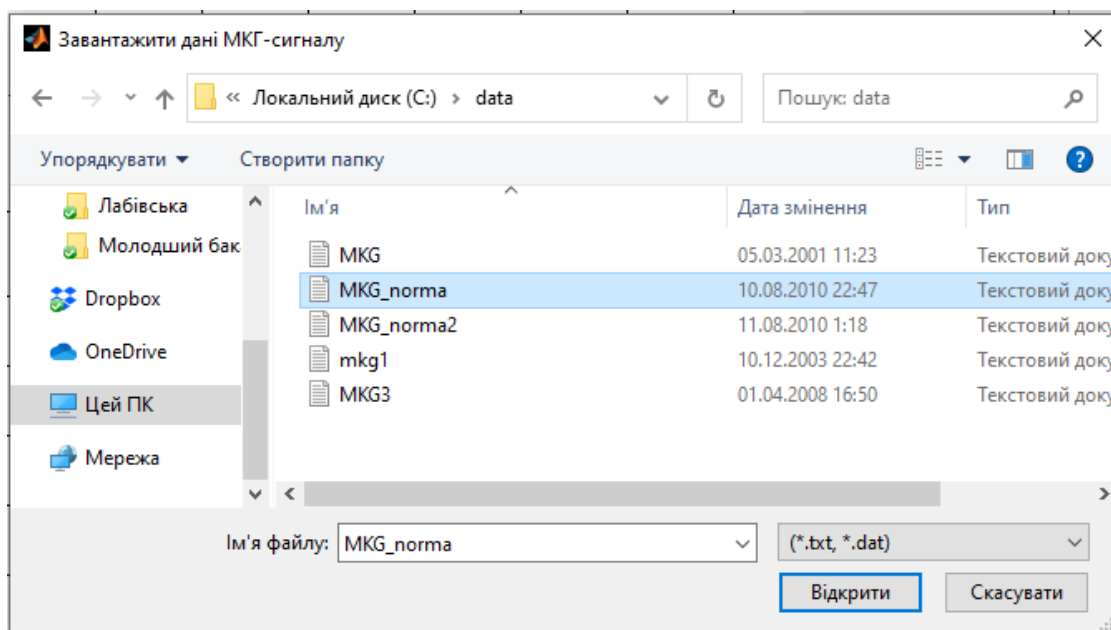 Завантажити дані МКГ-сигналу
« Локальний диск (C:) › data
Пошук: data
Упорядкувати
Створити папку
?
Лабівська
Молодший бак
Dropbox
OneDrive
Цей ПК
Мережа
Ім'я Дата змінення Тип
MKG 05.03.2001 11:23 Текстовий доку
MKG_norma 10.08.2010 22:47 Текстовий доку
MKG_norma2 11.08.2010 1:18 Текстовий доку
mkg1 10.12.2003 22:42 Текстовий доку
MKG3 01.04.2008 16:50 Текстовий доку
Ім'я файлу: MKG_norma (*.txt, *.dat)
Відкрити Скасувати